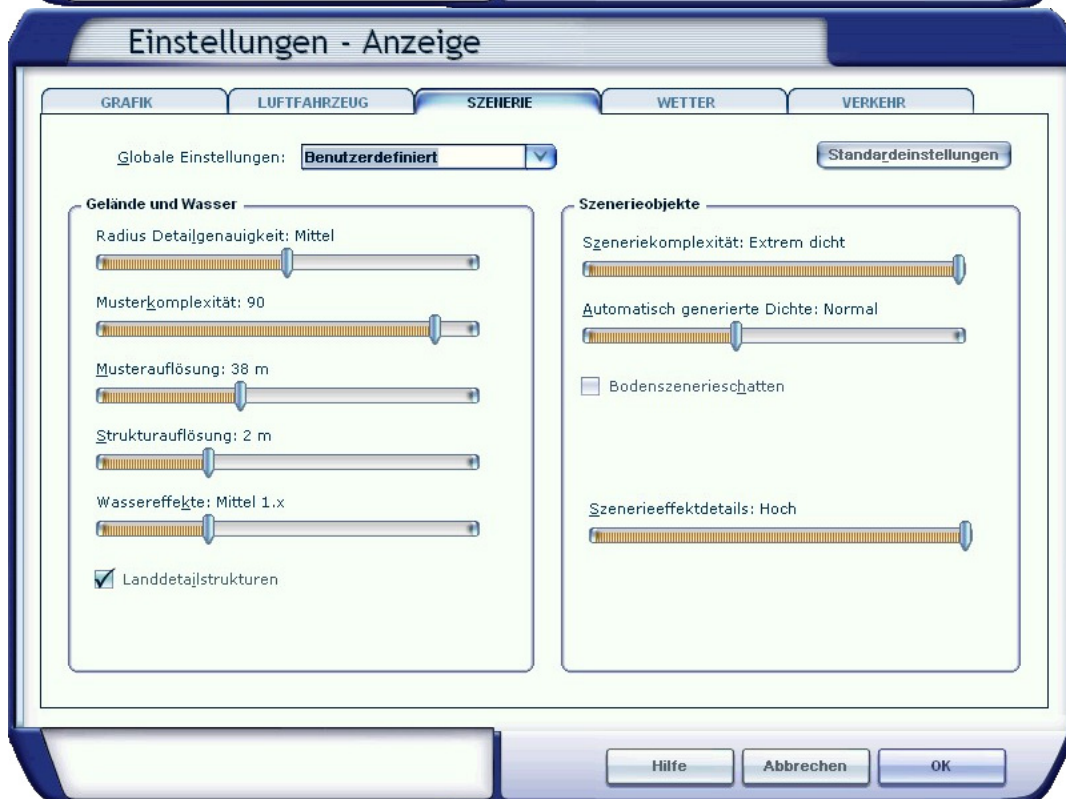 Einstellungen - Anzeige
GRAFIK
LUFTFAHRZEUG
SZENERIE
WETTER
VERKEHR
Globale Einstellungen:
Benutzerdefiniert
Standardeinstellungen
Gelände und Wasser
Radius Detailgenauigkeit: Mittel
Musterkomplexität: 90
Musterauflösung: 38 m
Strukturauflösung: 2 m
Wassereffekte: Mittel 1.x
Landdetailstrukturen
Szenerieobjekte
Szeneriekomplexität: Extrem dicht
Automatisch generierte Dichte: Normal
Bodenszenerieschatten
Szenerieeffektdetails: Hoch
Hilfe
Abbrechen
OK